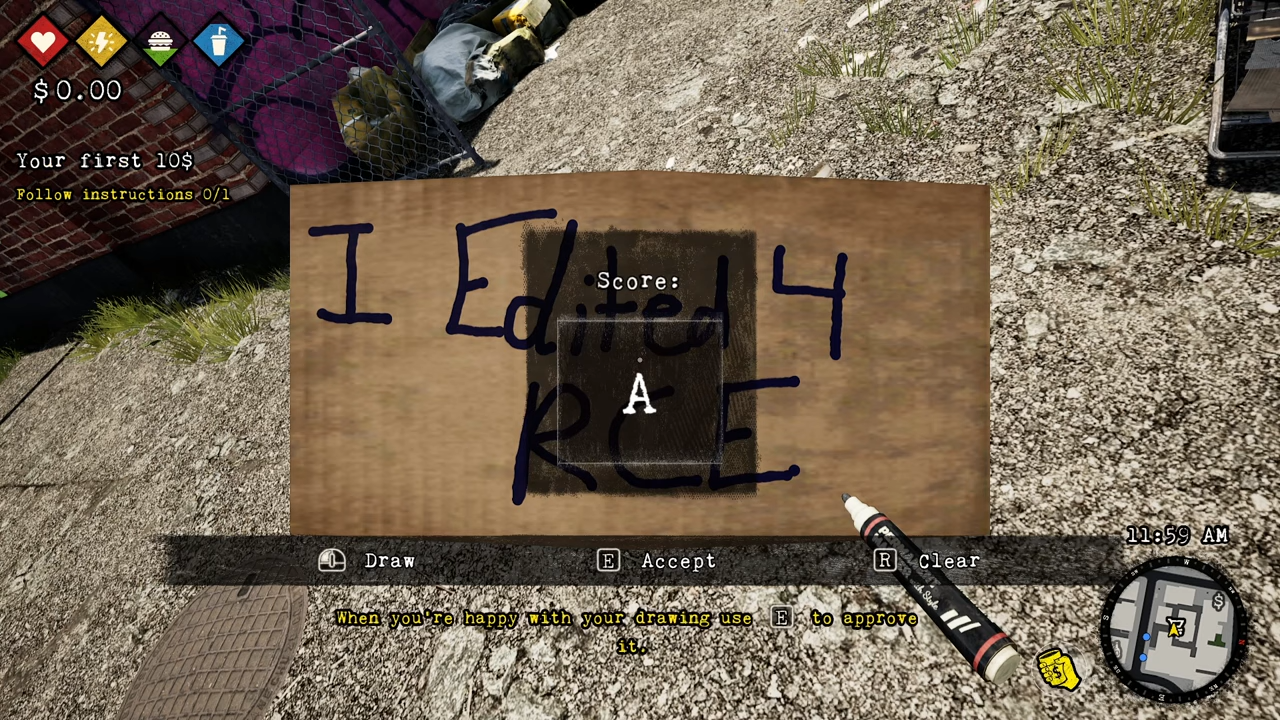 $0.00
Your first 10$
Follow instructions 0/1
I Edited 4
RCE
Score:
A
Draw
E Accept
R Clear
When you're happy with your drawing use E to approve
it.
11:59 AM